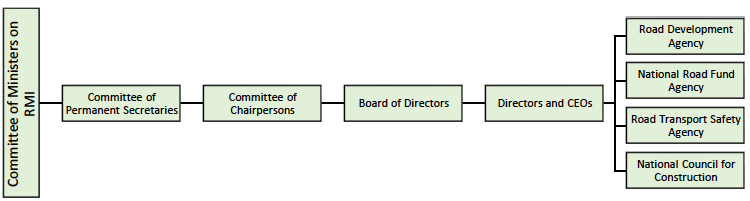 Committee of Ministers on
RMI
Committee of
Permanent Secretaries
Committee of
Chairpersons
Board of Directors
Directors and CEOs
Road Development
Agency
National Road Fund
Agency
Road Transport Safety
Agency
National Council for
Construction